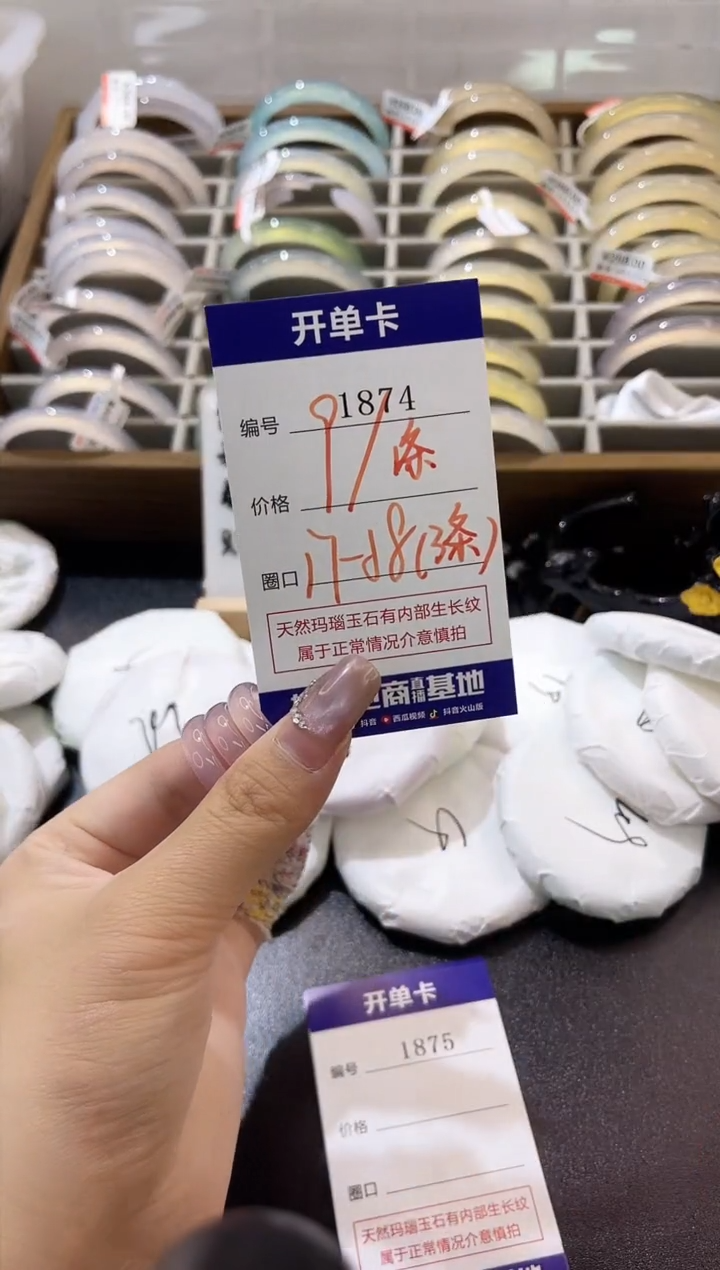 开单卡
编号 1874
9/条
价格
圈口 17-18(3条)
天然玛瑙玉石有内部生长纹
属于正常情况介意慎拍
商直播基地
抖音 西瓜视频 抖音火山版
开单卡
编号 1875
价格
圈口
天然玛瑙玉石有内部生长纹
属于正常情况介意慎拍